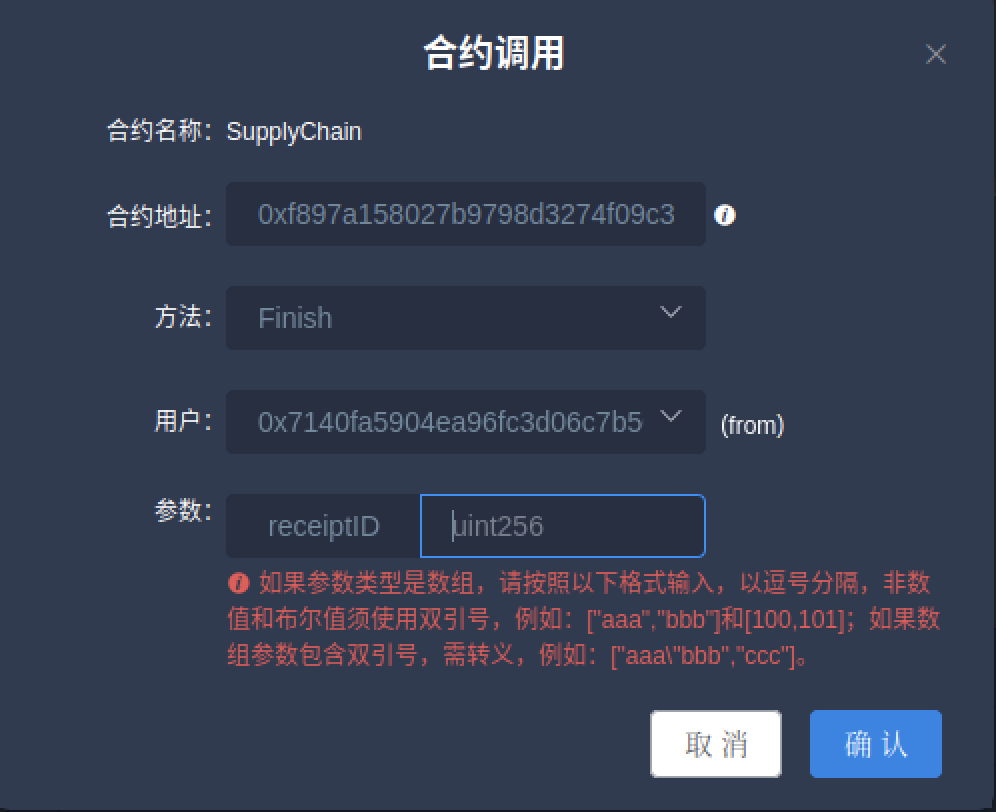 合约调用
合约名称： SupplyChain
合约地址： 0xf897a158027b9798d3274f09c3
方法： Finish
用户： 0x7140fa5904ea96fc3d06c7b5 (from)
参数： receiptID uint256
如果参数类型是数组，请按照以下格式输入，以逗号分隔，非数
值和布尔值须使用双引号，例如：["aaa","bbb"]和[100,101]；如果数
组参数包含双引号，需转义，例如：["aaa\"bbb","ccc"]。
取 消 确 认